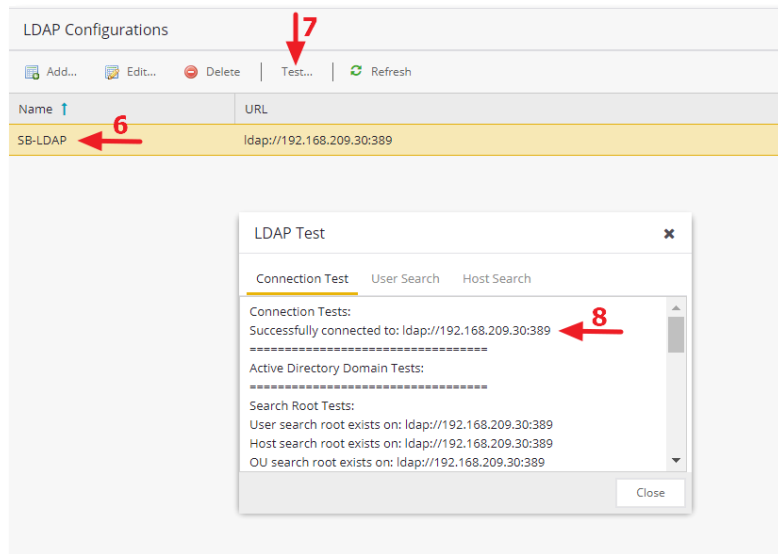 LDAP Configurations
7
Add... Edit... Delete Test... Refresh
Name URL
6
SB-LDAP ldap://192.168.209.30:389
LDAP Test
Connection Test User Search Host Search
Connection Tests:
Successfully connected to: ldap://192.168.209.30:389
8
==================================
Active Directory Domain Tests:
==================================
Search Root Tests:
User search root exists on: ldap://192.168.209.30:389
Host search root exists on: ldap://192.168.209.30:389
OU search root exists on: ldap://192.168.209.30:389
Close